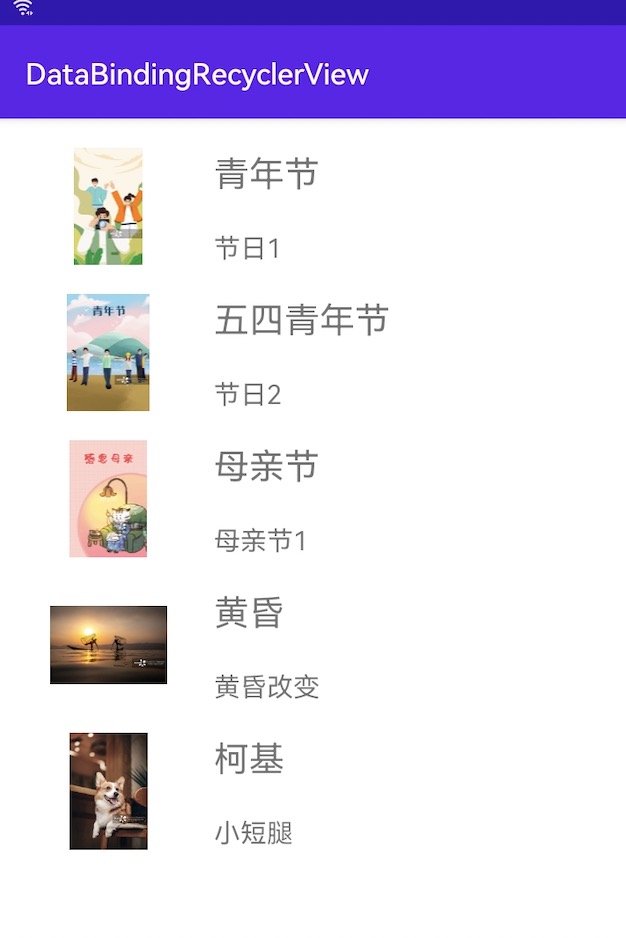 DataBindingRecyclerView
青年节
节日1
青年节
五四青年节
节日2
感恩母亲
母亲节
母亲节1
黄昏
黄昏改变
柯基
小短腿